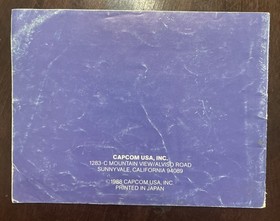 CAPCOM USA, INC.
1283-C MOUNTAIN VIEW/ALVISO ROAD
SUNNYVALE, CALIFORNIA 94089
©1988 CAPCOM USA, INC
PRINTED IN JAPAN